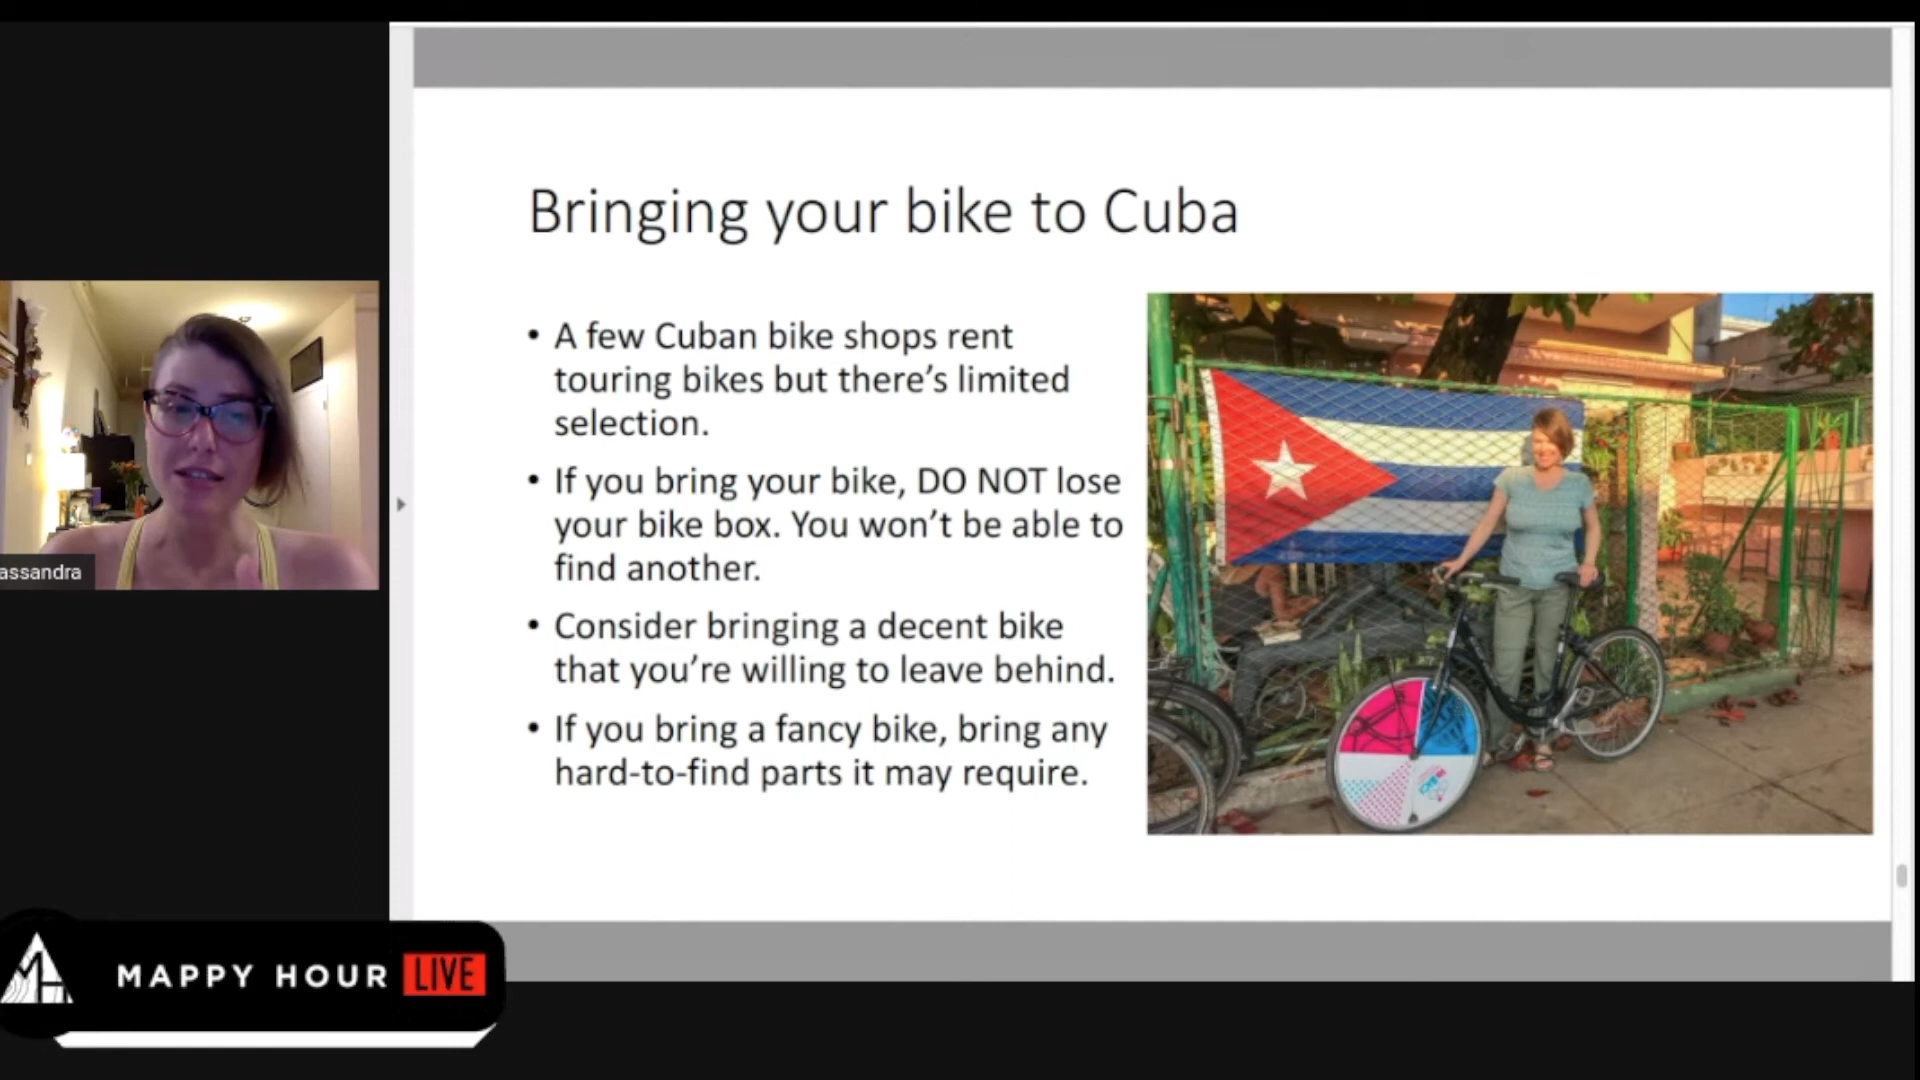 Bringing your bike to Cuba
• A few Cuban bike shops rent
touring bikes but there's limited
selection.
• If you bring your bike, DO NOT lose
your bike box. You won't be able to
find another.
• Consider bringing a decent bike
that you're willing to leave behind.
• If you bring a fancy bike, bring any
hard-to-find parts it may require.
assandra
MAPPY HOUR LIVE